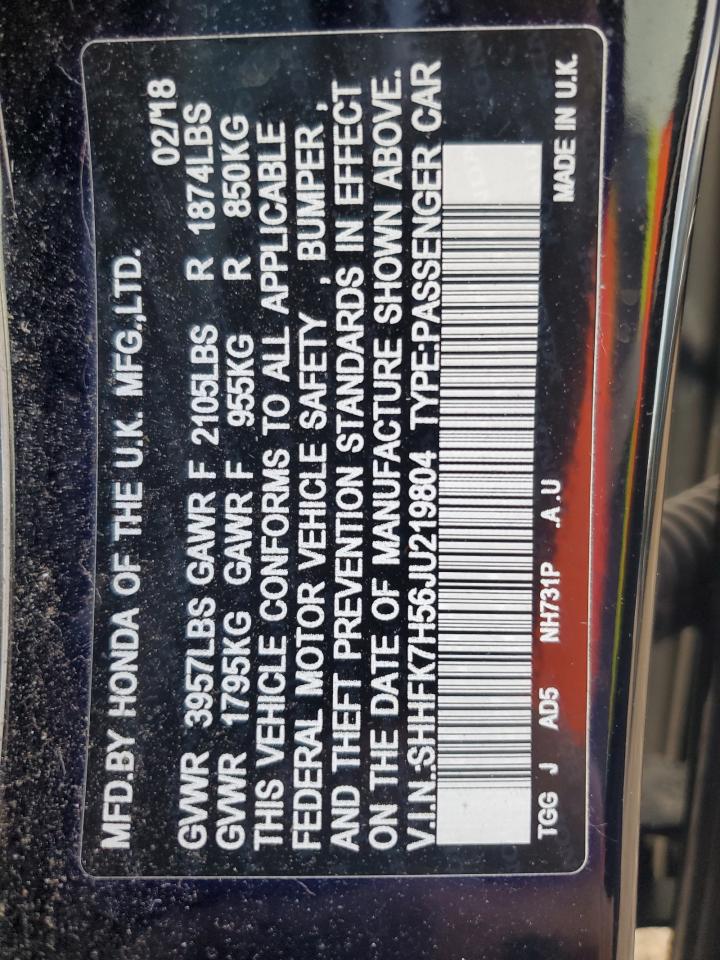 MFD.BY HONDA OF THE U.K. MFG.,LTD.
02/18
GVWR 3957LBS GAWR F 2105LBS R 1874LBS
GVWR 1795KG GAWR F 955KG R 850KG
THIS VEHICLE CONFORMS TO ALL APPLICABLE
FEDERAL MOTOR VEHICLE SAFETY , BUMPER ,
AND THEFT PREVENTION STANDARDS IN EFFECT
ON THE DATE OF MANUFACTURE SHOWN ABOVE.
V.I.N.:SHHFK7H56JU219804 TYPE:PASSENGER CAR
TGG J AD5 NH731P .A.U MADE IN U.K.